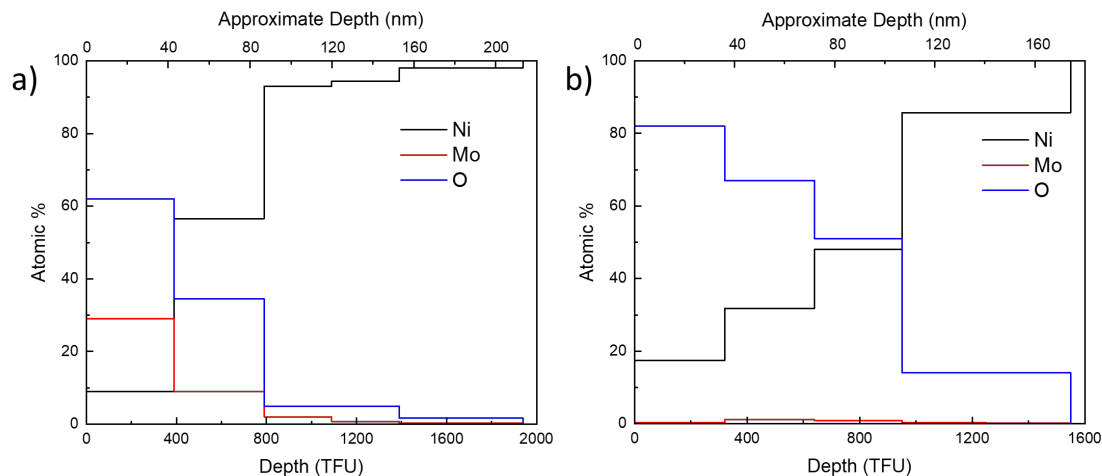 Approximate Depth (nm)
0 40 80 120 160 200
a)
100
80
60
40
20
0
Atomic %
Ni
Mo
O
0 400 800 1200 1600 2000
Depth (TFU)
Approximate Depth (nm)
0 40 80 120 160
b)
100
80
60
40
20
0
Atomic %
Ni
Mo
O
0 400 800 1200 1600
Depth (TFU)